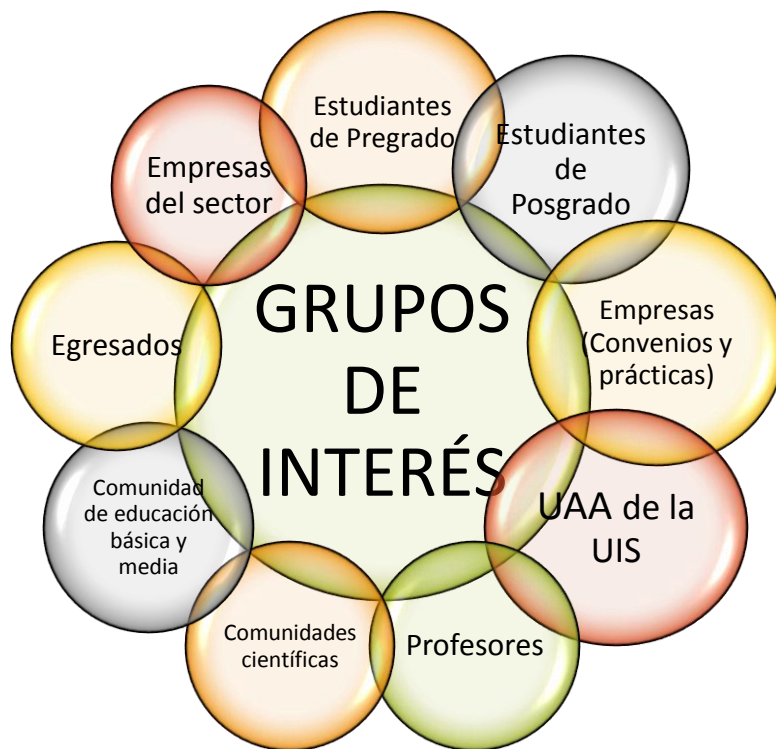 Estudiantes
de Pregrado
Estudiantes
de
Posgrado
Empresas
(Convenios y
prácticas)
UAA de la
UIS
Profesores
Comunidades
científicas
Comunidad
de educación
básica y
media
Egresados
Empresas
del sector
GRUPOS
DE
INTERÉS